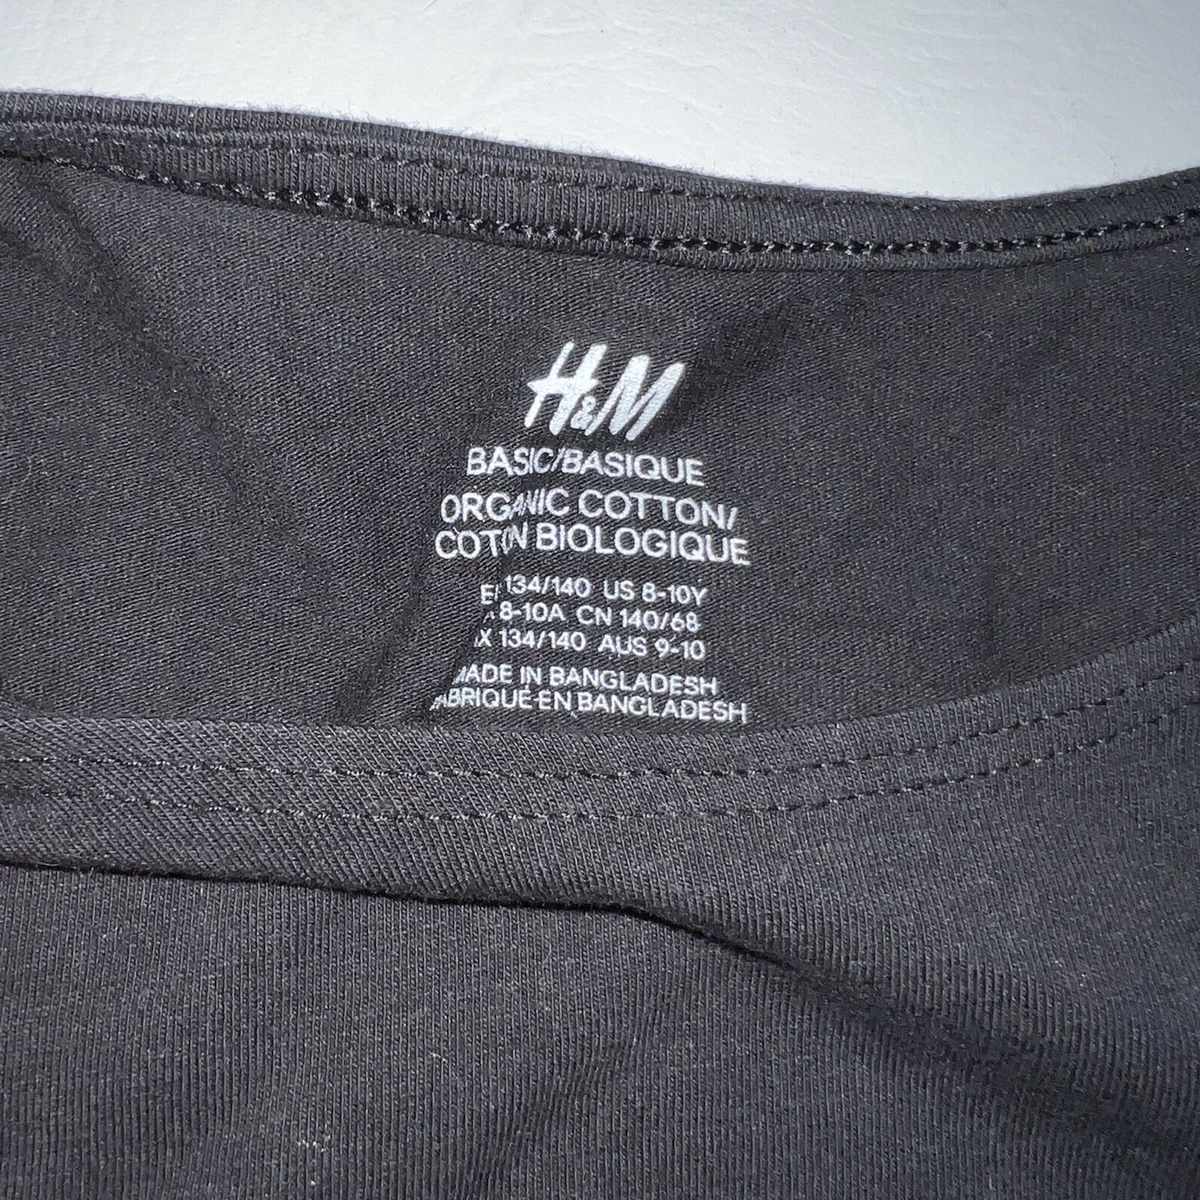 H&M
BASIC/BASIQUE
ORGANIC COTTON/
COTON BIOLOGIQUE
134/140 US 8-10Y
8-10A CN 140/68
134/140 AUS 9-10
MADE IN BANGLADESH
FABRIQUÉ EN BANGLADESH